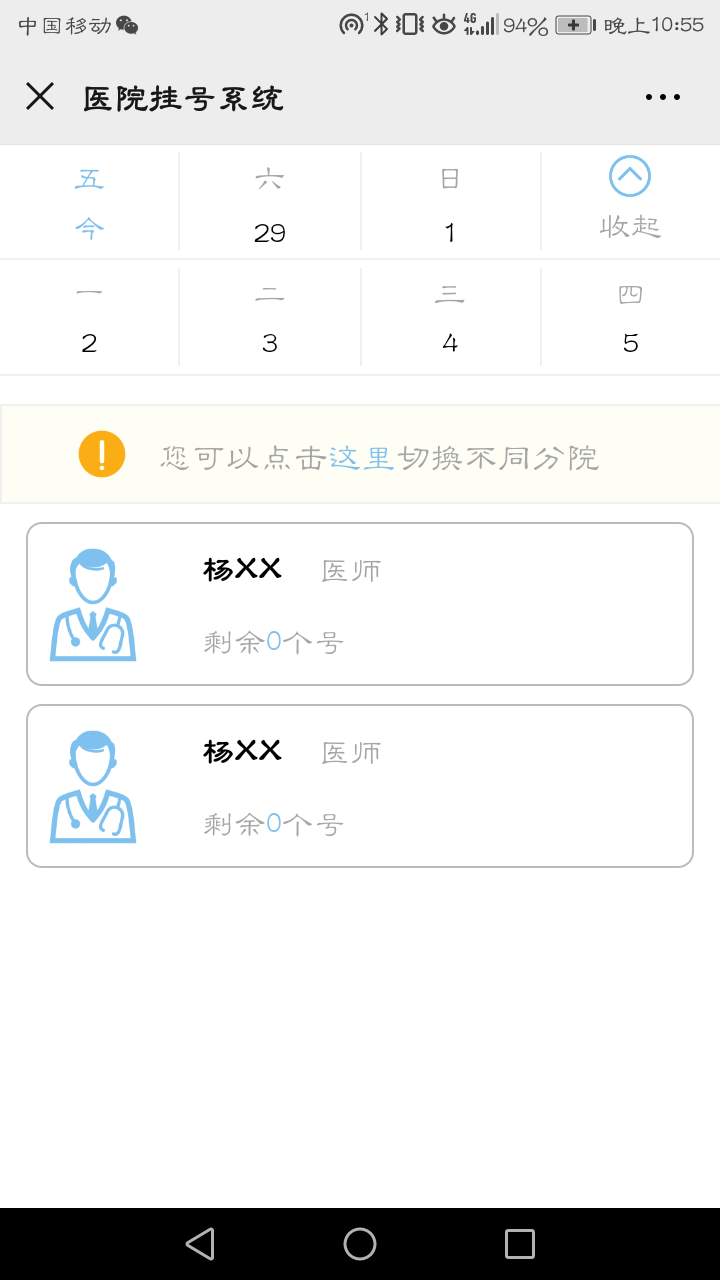 中国移动 1 4G 94% 晚上10:55
医院挂号系统
五 六 日
今 29 1 收起
一 二 三 四
2 3 4 5
您可以点击这里切换不同分院
杨XX 医师
剩余0个号
杨XX 医师
剩余0个号